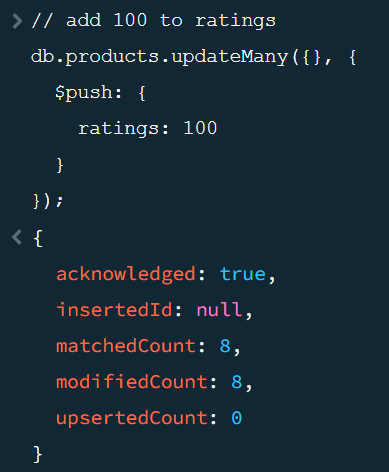 > // add 100 to ratings
db.products.updateMany({}, {
  $push: {
    ratings: 100
  }
});
< {
  acknowledged: true,
  insertedId: null,
  matchedCount: 8,
  modifiedCount: 8,
  upsertedCount: 0
}